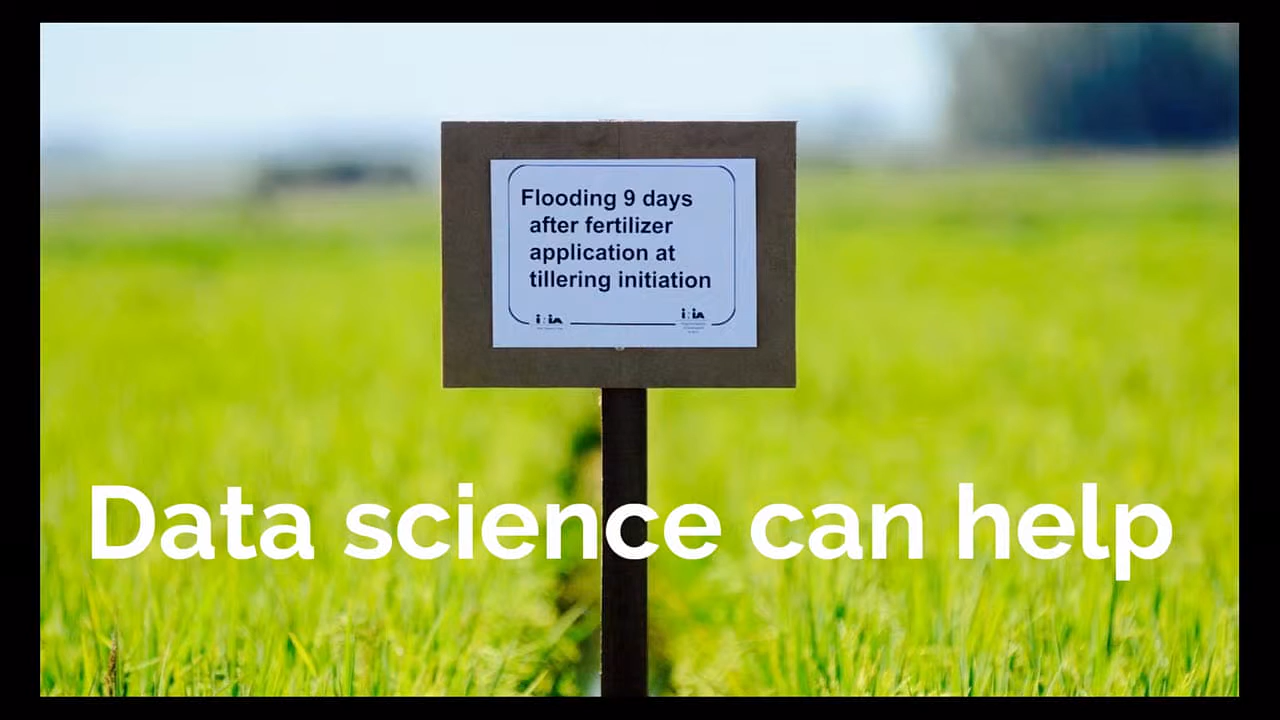 Flooding 9 days
after fertilizer
application at
tillering initiation
Data science can help